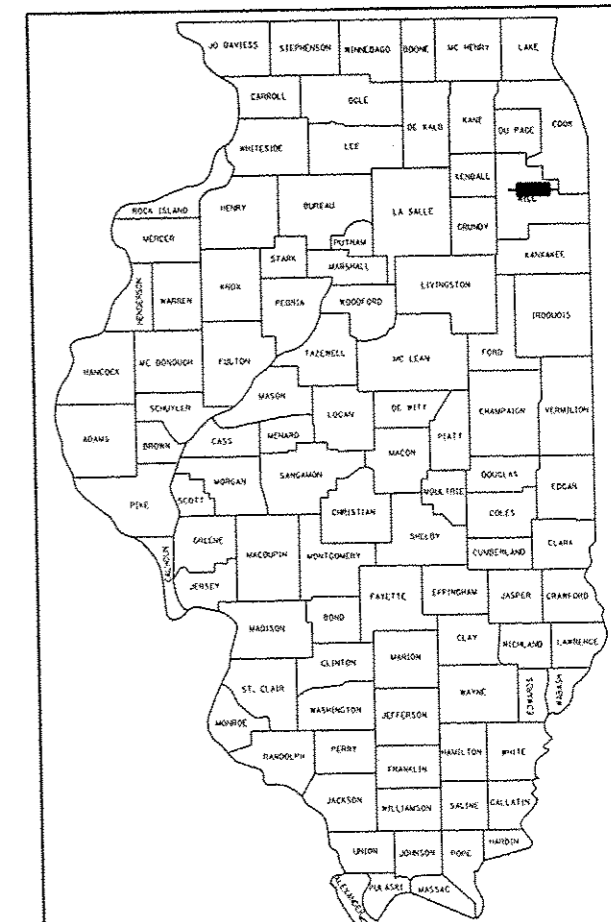 JO DAVIESS STEPHENSON WINNEBAGO BOONE MC HENRY LAKE
CARROLL OGLE DE KALB KANE DU PAGE COOK
WHITESIDE LEE
KENDALL
WILL
ROCK ISLAND HENRY BUREAU LA SALLE GRUNDY
MERCER PUTNAM
STARK MARSHALL KANKAKEE
HENDERSON WARREN KNOX PEORIA WOODFORD LIVINGSTON IROQUOIS
FORD
HANCOCK MC DONOUGH FULTON TAZEWELL MC LEAN
MASON
SCHUYLER LOGAN DE WITT CHAMPAIGN VERMILION
ADAMS BROWN CASS MENARD PIATT
MACON
MORGAN SANGAMON DOUGLAS
PIKE SCOTT CHRISTIAN MOULTRIE EDGAR
COLES
GREENE SHELBY
CALHOUN MACOUPIN MONTGOMERY CUMBERLAND CLARK
JERSEY
FAYETTE EFFINGHAM JASPER CRAWFORD
MADISON BOND
CLAY RICHLAND LAWRENCE
CLINTON MARION
ST. CLAIR WAYNE EDWARDS WABASH
WASHINGTON JEFFERSON
MONROE
RANDOLPH PERRY HAMILTON WHITE
FRANKLIN
JACKSON WILLIAMSON SALINE GALLATIN
HARDIN
UNION JOHNSON POPE
ALEXANDER PULASKI MASSAC